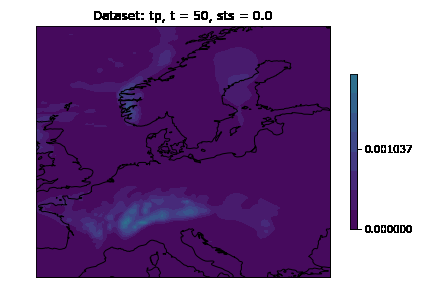 Dataset: tp, t = 50, sts = 0.0
0.001037
0.000000